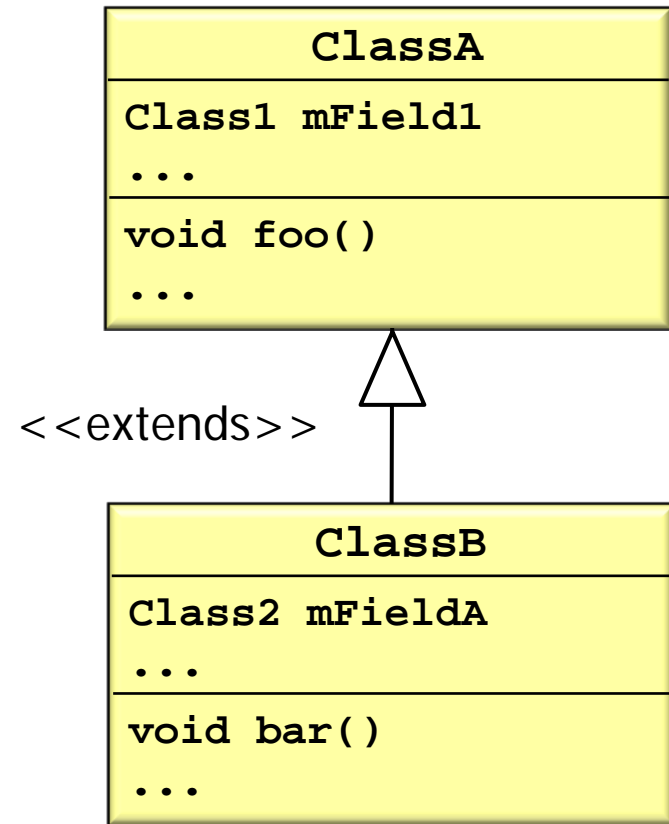 ClassA
Class1 mField1
...
void foo()
...
<<extends>>
ClassB
Class2 mFieldA
...
void bar()
...